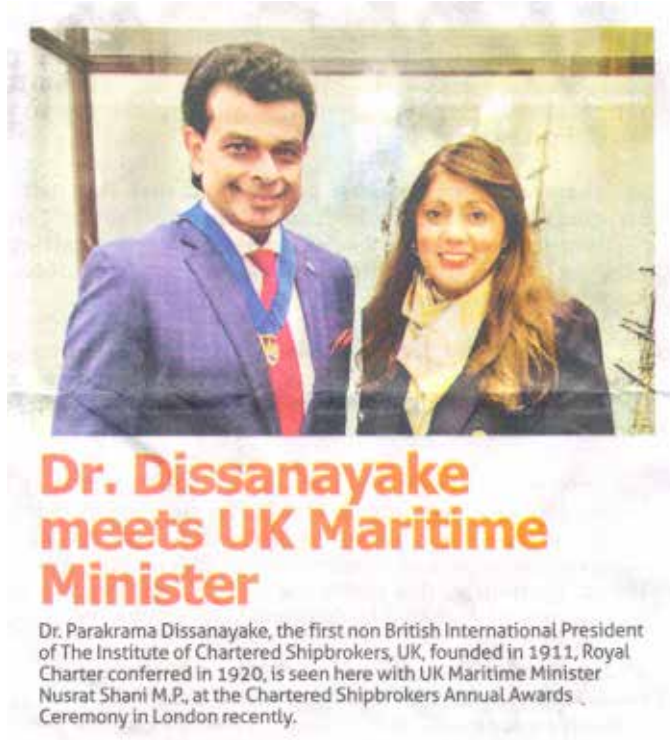 Dr. Dissanayake
meets UK Maritime
Minister
Dr. Parakrama Dissanayake, the first non British International President
of The Institute of Chartered Shipbrokers, UK, founded in 1911, Royal
Charter conferred in 1920, is seen here with UK Maritime Minister
Nusrat Shani M.P., at the Chartered Shipbrokers Annual Awards
Ceremony in London recently.